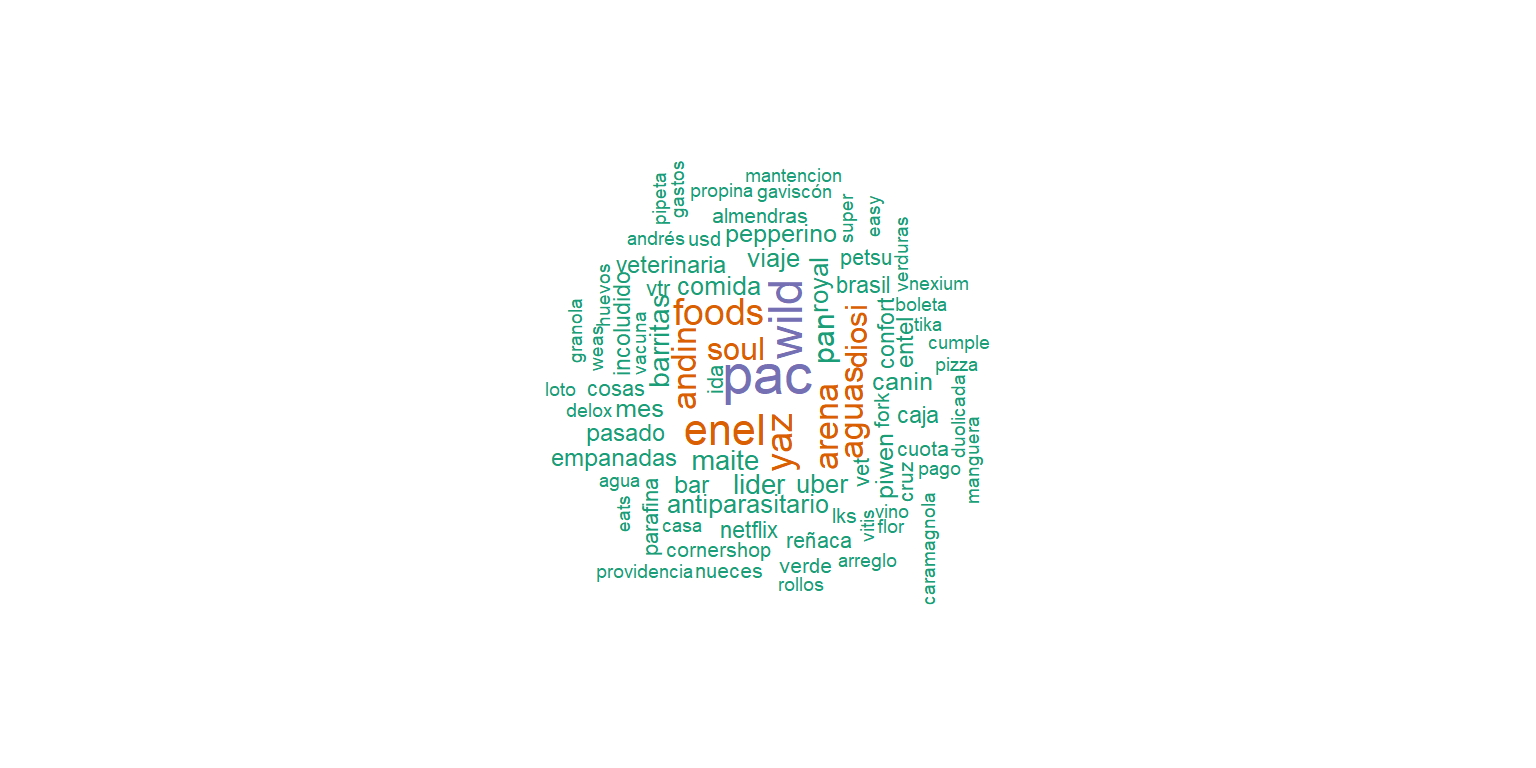 mantencion
pipeta
gastos
propina
gaviscón
almendras
super
easy
andrés
usd
pepperino
verduras
veterinaria
viaje
petsu
huevos
incoludido
vtr
comida
wild
royal
brasil
nexium
granola
weas
vacuna
barritas
foods
andin
soul
pan
diosi
confort
entel
boleta
tika
cumple
pizza
loto
cosas
ida
pac
canin
delox
mes
pasado
enel
yaz
arena
aguas
fork
caja
duolicada
manguera
empanadas
maite
vet
piwen
cuota
cruz
pago
agua
bar
lider
uber
eats
parafina
antiparasitario
casa
netflix
lks
vitis
vino
flor
caramagnola
cornershop
reñaca
providencia
nueces
verde
arreglo
rollos